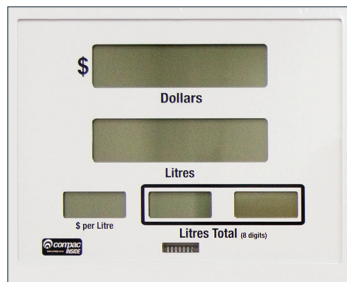 $
Dollars
Litres
$ per Litre
Litres Total (8 digits)
compac
INSIDE